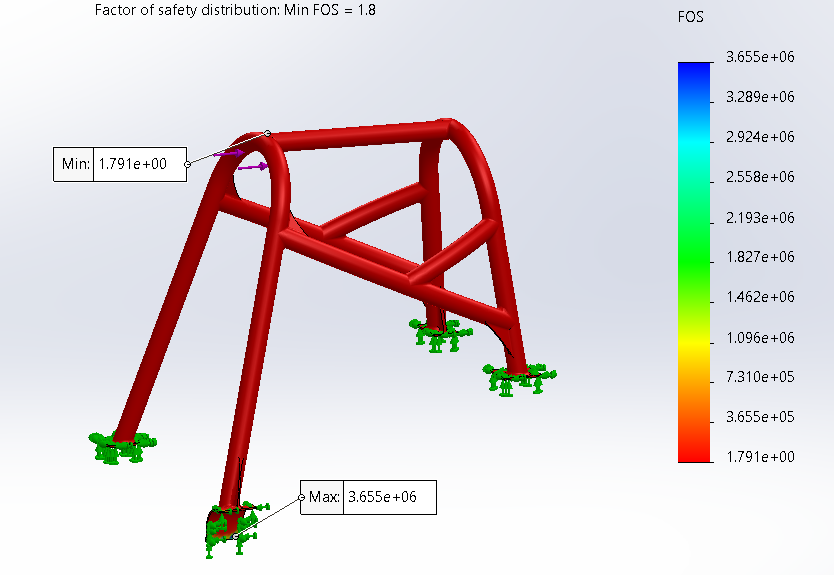 Factor of safety distribution: Min FOS = 1.8
FOS
3.655e+06
3.289e+06
2.924e+06
2.558e+06
2.193e+06
1.827e+06
1.462e+06
1.096e+06
7.310e+05
3.655e+05
1.791e+00
Min: 1.791e+00
Max: 3.655e+06